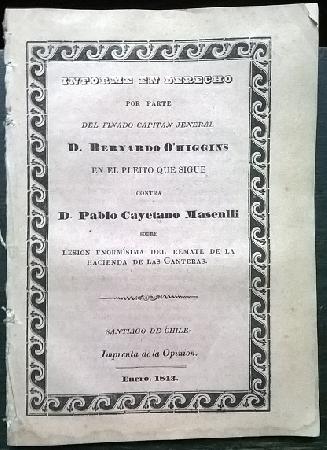 INFORME EN DERECHO
POR PARTE
DEL FINADO CAPITAN JENERAL
D. BERNARDO O'HIGGINS
EN EL PLEITO QUE SIGUE
CONTRA
D. Pablo Cayetano Masenlli
SOBRE
LESION ENORMISIMA DEL REMATE DE LA
HACIENDA DE LAS CANTERAS.
SANTIAGO DE CHILE.
Imprenta de la Opinion.
Enero, 1843.